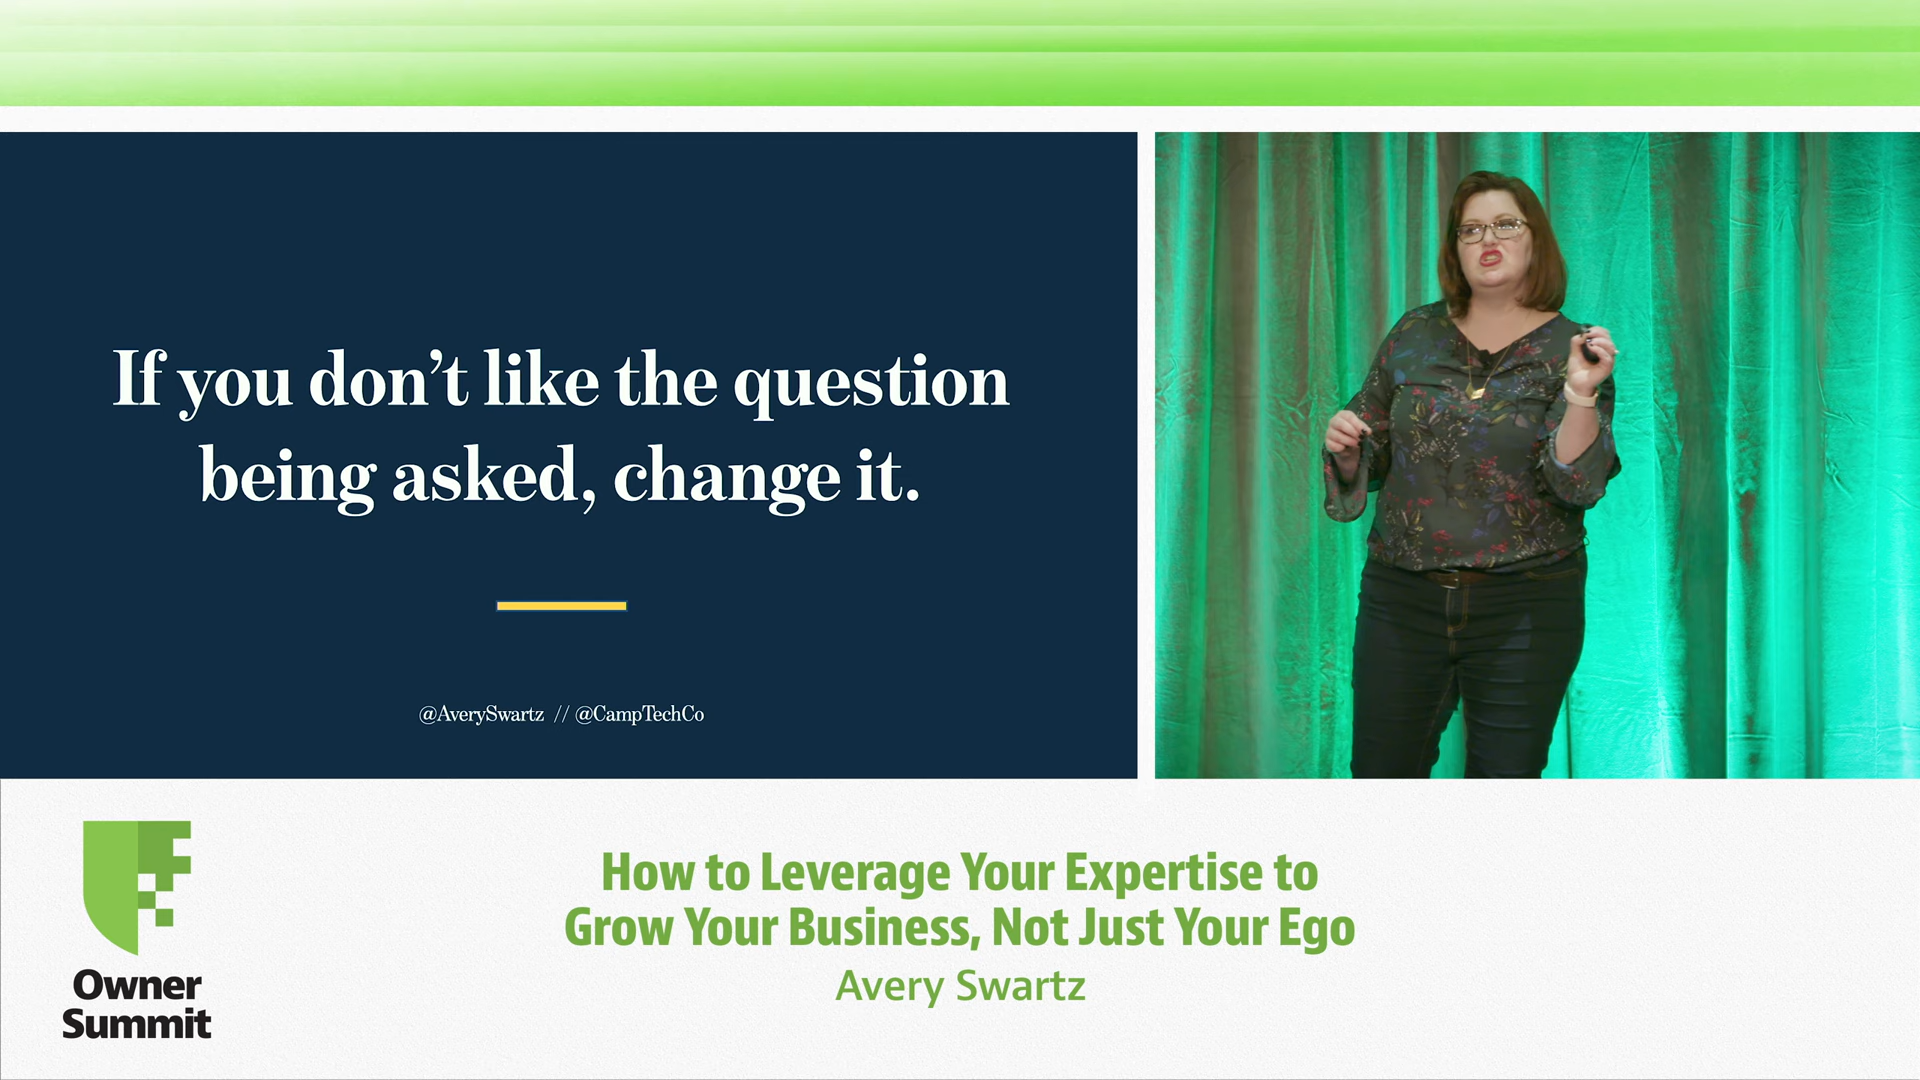 If you don’t like the question
being asked, change it.
@AverySwartz // @CampTechCo
Owner
Summit
How to Leverage Your Expertise to
Grow Your Business, Not Just Your Ego
Avery Swartz